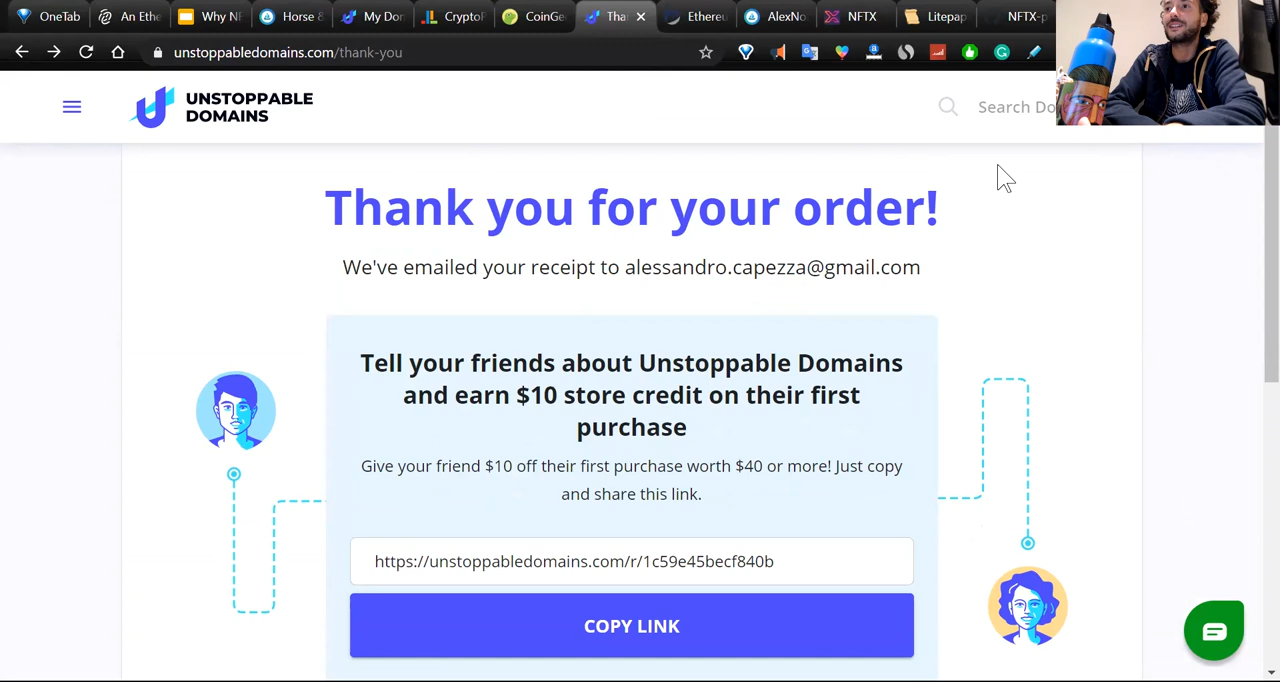 OneTab
An Ethe
Why NF
Horse &
My Dom
CryptoP
CoinGe
Tha
Ethereu
AlexNo
NFTX
Litepap
NFTX-p
unstoppabledomains.com/thank-you
UNSTOPPABLE
DOMAINS
Search Do
Thank you for your order!
We've emailed your receipt to alessandro.capezza@gmail.com
Tell your friends about Unstoppable Domains
and earn $10 store credit on their first
purchase
Give your friend $10 off their first purchase worth $40 or more! Just copy
and share this link.
https://unstoppabledomains.com/r/1c59e45becf840b
COPY LINK